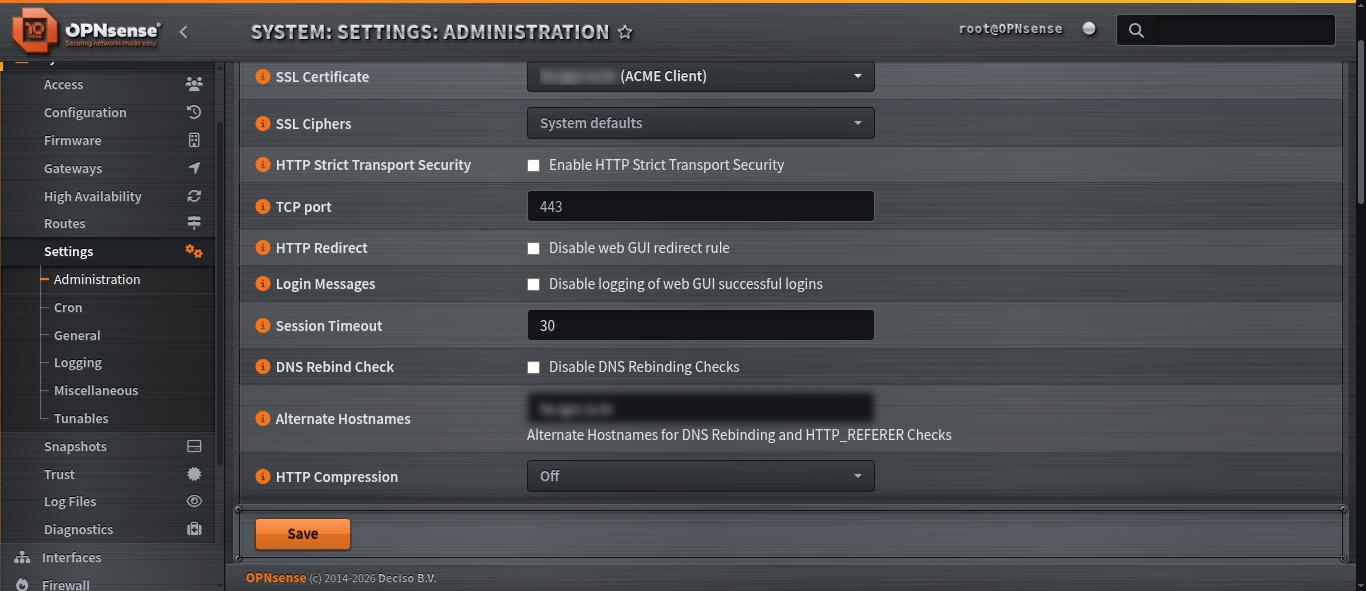 OPNsense®
Securing networks made easy
SYSTEM: SETTINGS: ADMINISTRATION
root@OPNsense
Access
Configuration
Firmware
Gateways
High Availability
Routes
Settings
Administration
Cron
General
Logging
Miscellaneous
Tunables
Snapshots
Trust
Log Files
Diagnostics
Interfaces
Firewall
SSL Certificate
(ACME Client)
SSL Ciphers
System defaults
HTTP Strict Transport Security
Enable HTTP Strict Transport Security
TCP port
443
HTTP Redirect
Disable web GUI redirect rule
Login Messages
Disable logging of web GUI successful logins
Session Timeout
30
DNS Rebind Check
Disable DNS Rebinding Checks
Alternate Hostnames
Alternate Hostnames for DNS Rebinding and HTTP_REFERER Checks
HTTP Compression
Off
Save
OPNsense (c) 2014-2026 Deciso B.V.